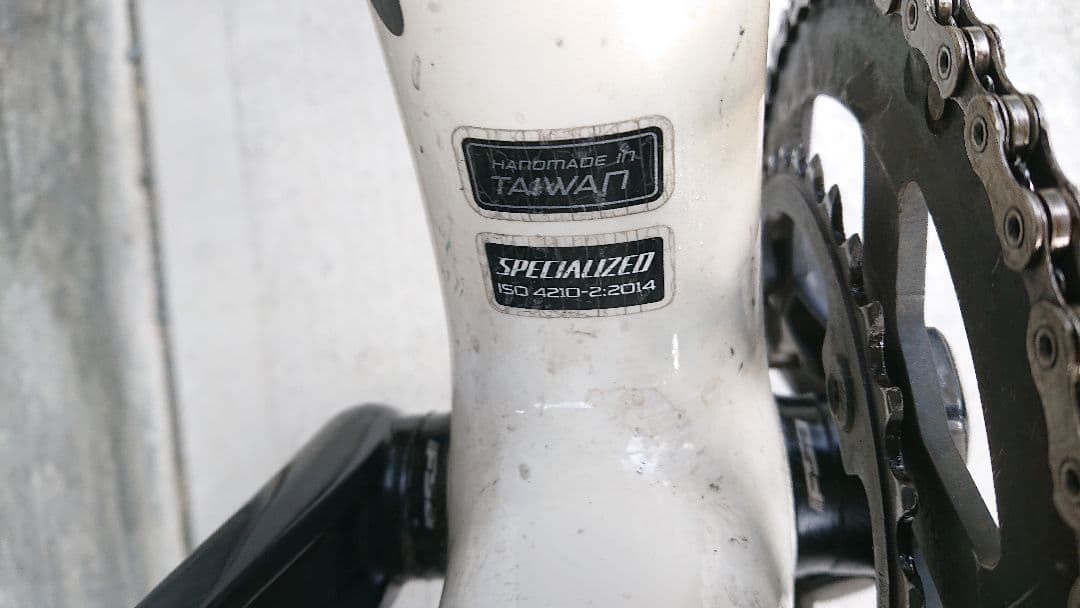 HANDMADE in
TAIWAN
SPECIALIZED
ISO 4210-2:2014